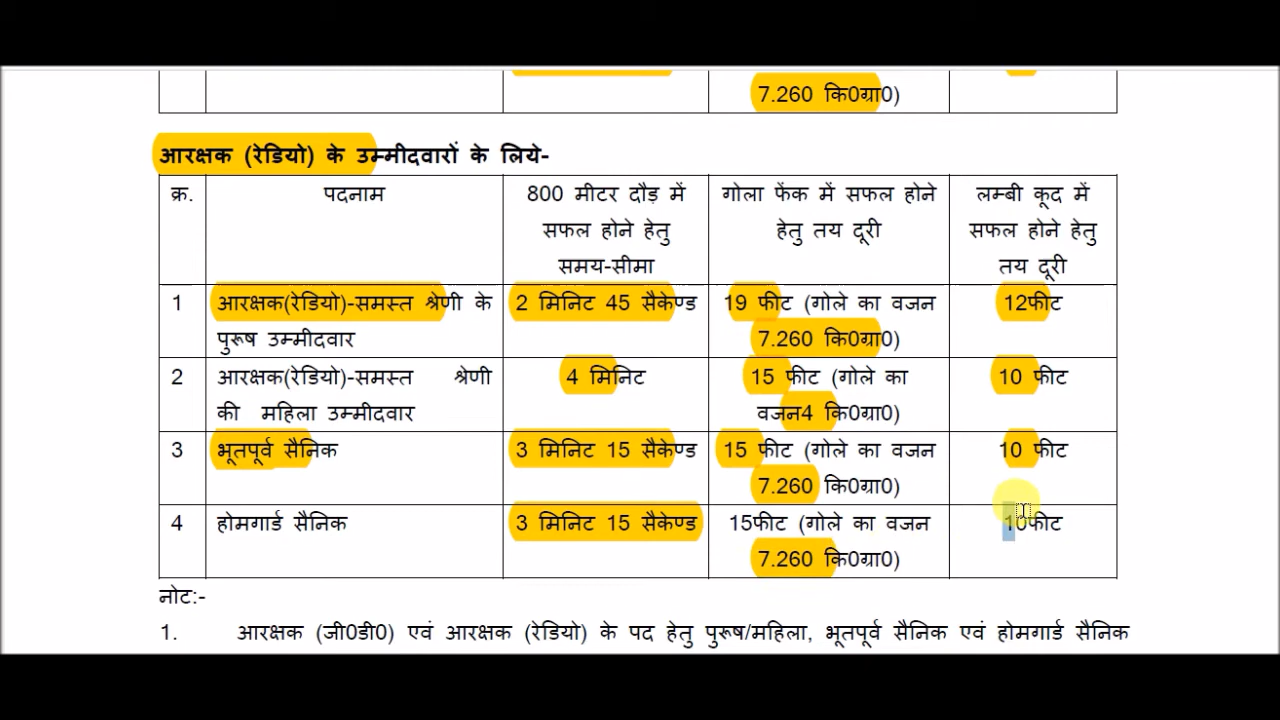 7.260 कि0ग्रा0)
आरक्षक (रेडियो) के उम्मीदवारों के लिये-
क्र. पदनाम 800 मीटर दौड़ में सफल होने हेतु समय-सीमा गोला फेंक में सफल होने हेतु तय दूरी लम्बी कूद में सफल होने हेतु तय दूरी
1 आरक्षक(रेडियो)-समस्त श्रेणी के 2 मिनिट 45 सैकेण्ड 19 फीट (गोले का वजन 12फीट
पुरूष उम्मीदवार 7.260 कि0ग्रा0)
2 आरक्षक(रेडियो)-समस्त श्रेणी 4 मिनिट 15 फीट (गोले का 10 फीट
की महिला उम्मीदवार वजन4 कि0ग्रा0)
3 भूतपूर्व सैनिक 3 मिनिट 15 सैकेण्ड 15 फीट (गोले का वजन 10 फीट
7.260 कि0ग्रा0)
4 होमगार्ड सैनिक 3 मिनिट 15 सैकेण्ड 15फीट (गोले का वजन 10फीट
7.260 कि0ग्रा0)
नोट:-
1. आरक्षक (जी0डी0) एवं आरक्षक (रेडियो) के पद हेतु पुरूष/महिला, भूतपूर्व सैनिक एवं होमगार्ड सैनिक